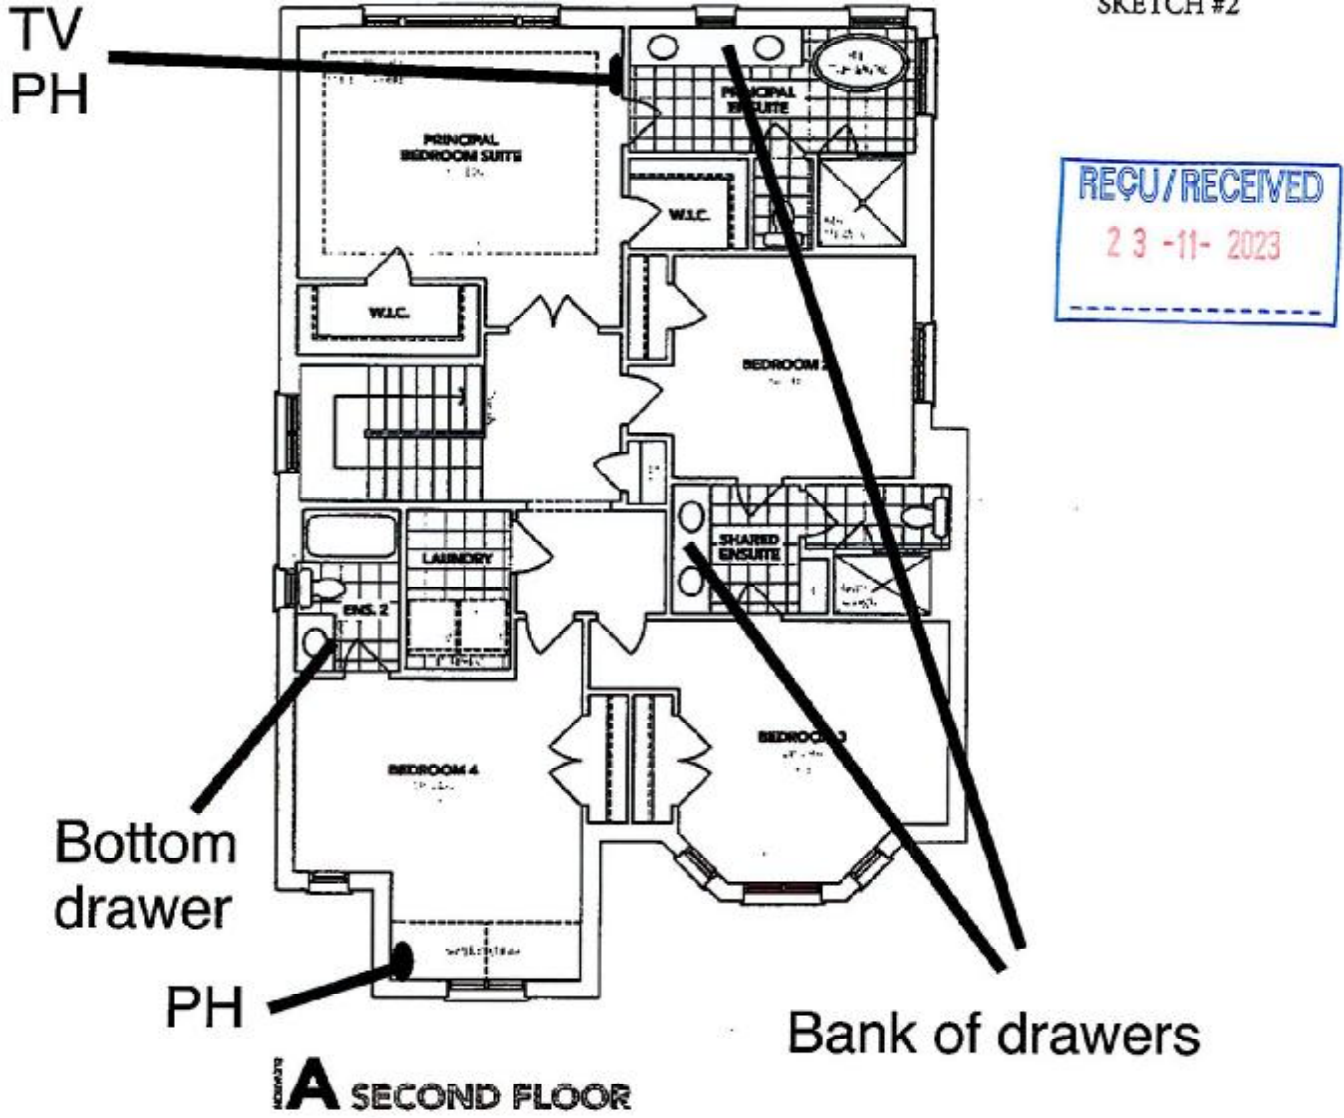 SKETCH #2
TV
PH
REÇU/RECEIVED
23 -11- 2023
PRINCIPAL
ENSUITE
PRINCIPAL
BEDROOM SUITE
W.I.C.
W.I.C.
BEDROOM 2
SHARED
ENSUITE
LAUNDRY
ENS. 2
BEDROOM 3
BEDROOM 4
Bottom
drawer
PH
Bank of drawers
ELEVATION
A SECOND FLOOR